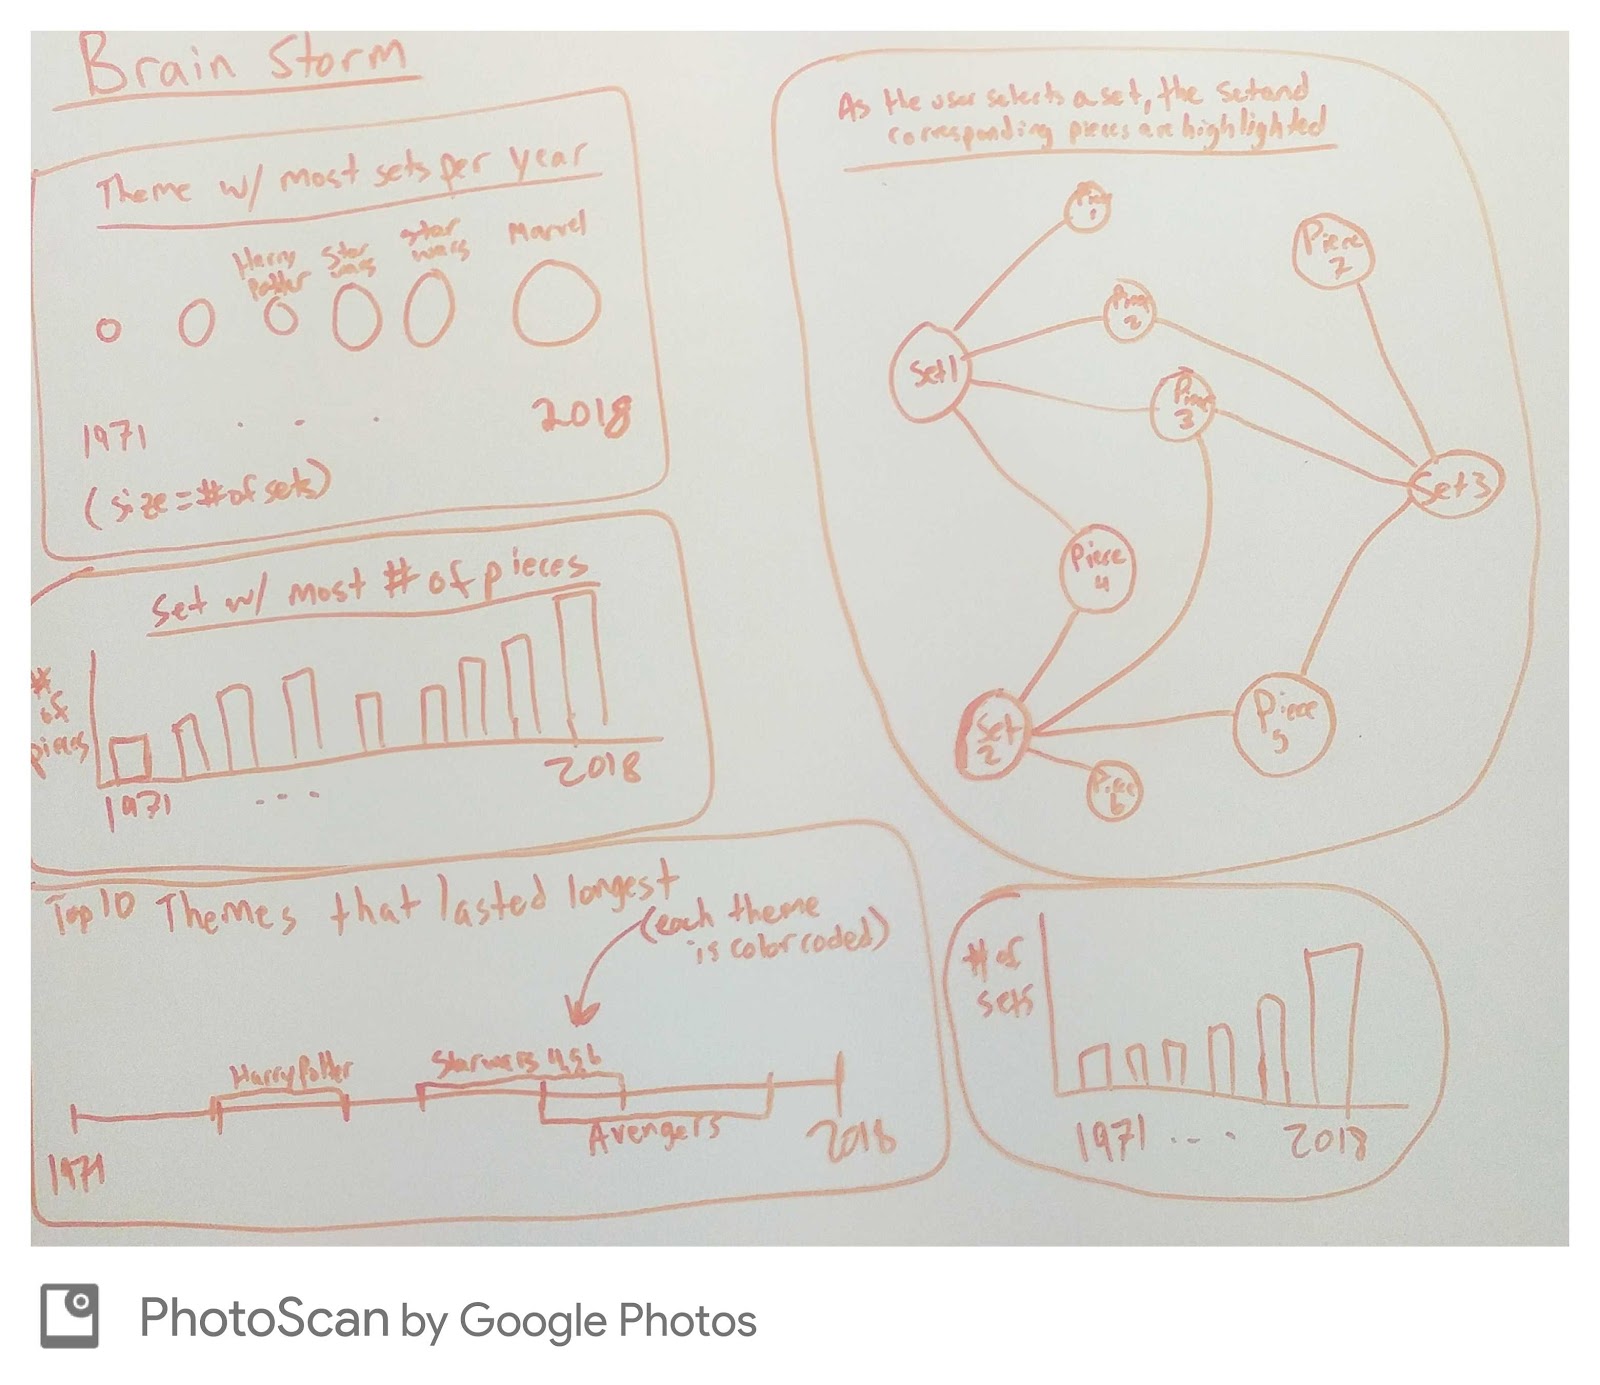 Brain Storm
Theme w/ most sets per year
Harry
Potter
Star
wars
Star
wars
Marvel
1971 . . . 2018
(size = # of sets)
Set w/ most # of pieces
#
of
pieces
1971 ... 2018
Top 10 Themes that lasted longest
(each theme
is color coded)
Harry Potter
Starwars 4,5,6
Avengers
1971
2018
As the user selects a set, the set and
corresponding pieces are highlighted
Piece
1
Piece
7
Piece
2
Set 1
Piece
3
Set 3
Piece
4
Set
2
Piece
5
Piece
6
# of
sets
1971 ... 2018
PhotoScan by Google Photos